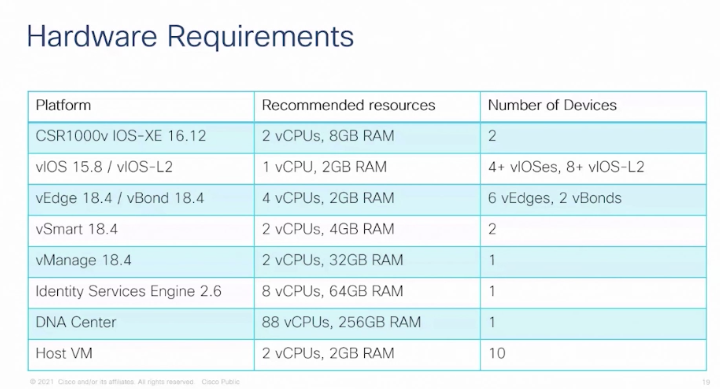 Hardware Requirements
Platform Recommended resources Number of Devices
CSR1000v IOS-XE 16.12 2 vCPUs, 8GB RAM 2
vIOS 15.8 / vIOS-L2 1 vCPU, 2GB RAM 4+ vIOSes, 8+ vIOS-L2
vEdge 18.4 / vBond 18.4 4 vCPUs, 2GB RAM 6 vEdges, 2 vBonds
vSmart 18.4 2 vCPUs, 4GB RAM 2
vManage 18.4 2 vCPUs, 32GB RAM 1
Identity Services Engine 2.6 8 vCPUs, 64GB RAM 1
DNA Center 88 vCPUs, 256GB RAM 1
Host VM 2 vCPUs, 2GB RAM 10
© 2021 Cisco and/or its affiliates. All rights reserved. Cisco Public